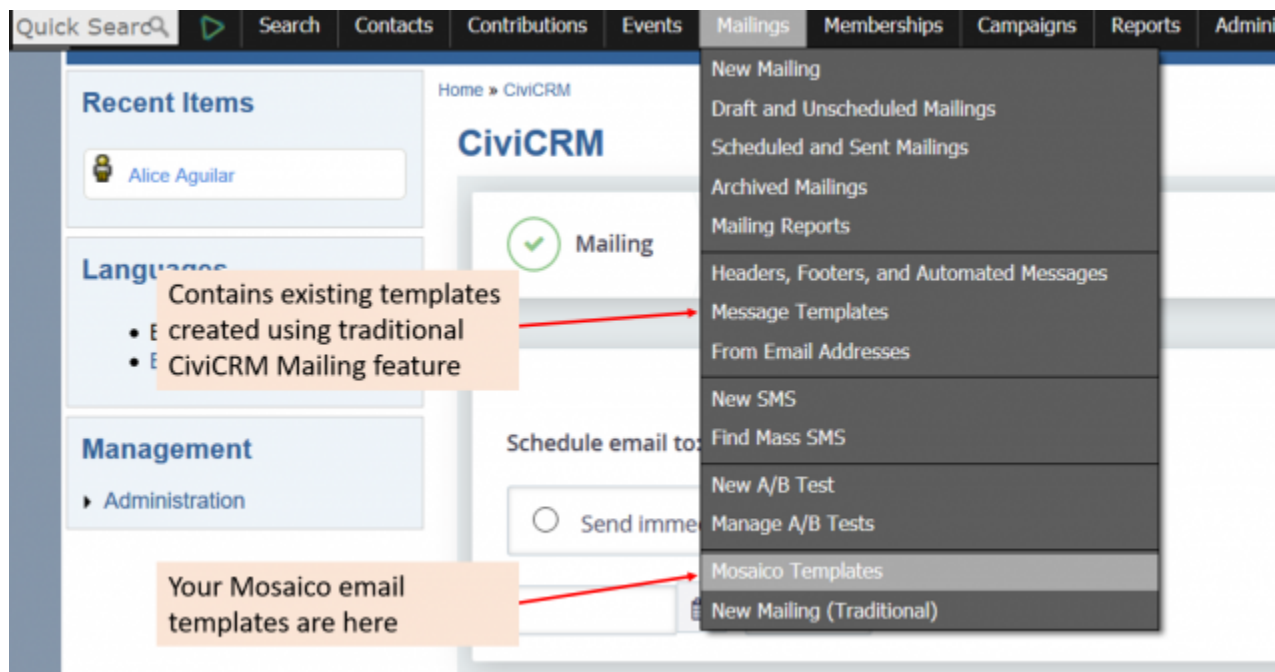 Quick Searc
Search
Contacts
Contributions
Events
Mailings
Memberships
Campaigns
Reports
Admini
Recent Items
Alice Aguilar
Languages
Management
Administration
Home » CiviCRM
CiviCRM
Mailing
Schedule email to:
Send imme
New Mailing
Draft and Unscheduled Mailings
Scheduled and Sent Mailings
Archived Mailings
Mailing Reports
Headers, Footers, and Automated Messages
Message Templates
From Email Addresses
New SMS
Find Mass SMS
New A/B Test
Manage A/B Tests
Mosaico Templates
New Mailing (Traditional)
Contains existing templates
created using traditional
CiviCRM Mailing feature
Your Mosaico email
templates are here